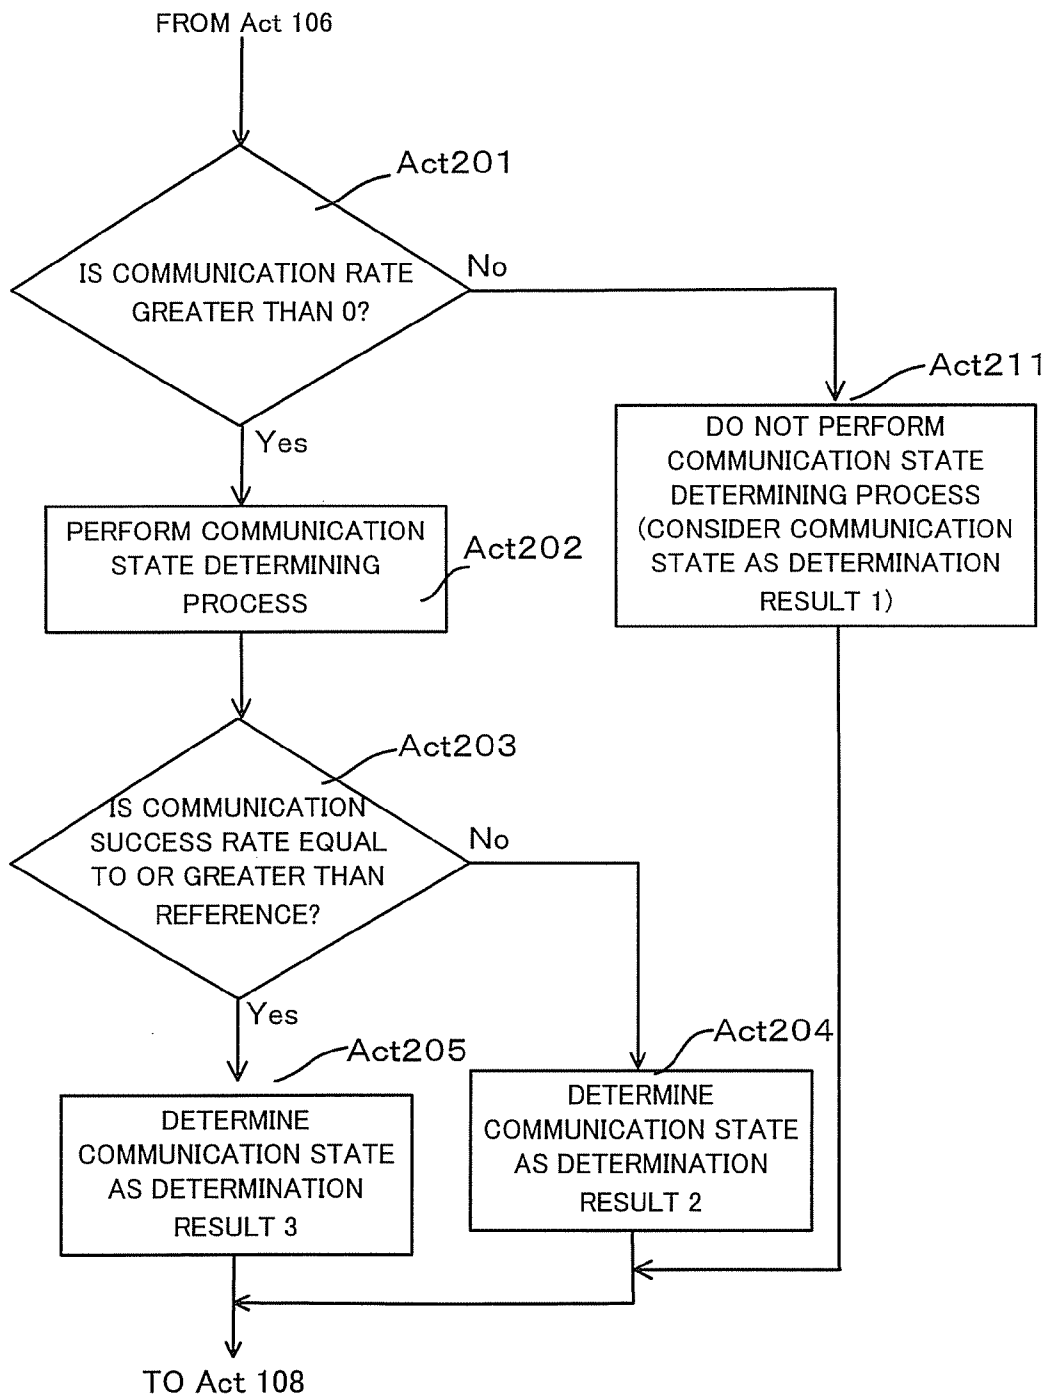 FROM Act 106
Act201
IS COMMUNICATION RATE
GREATER THAN 0?
No
Yes
Act211
DO NOT PERFORM
COMMUNICATION STATE
DETERMINING PROCESS
(CONSIDER COMMUNICATION
STATE AS DETERMINATION
RESULT 1)
PERFORM COMMUNICATION
STATE DETERMINING
PROCESS
Act202
Act203
IS COMMUNICATION
SUCCESS RATE EQUAL
TO OR GREATER THAN
REFERENCE?
No
Yes
Act205
DETERMINE
COMMUNICATION STATE
AS DETERMINATION
RESULT 3
Act204
DETERMINE
COMMUNICATION STATE
AS DETERMINATION
RESULT 2
TO Act 108